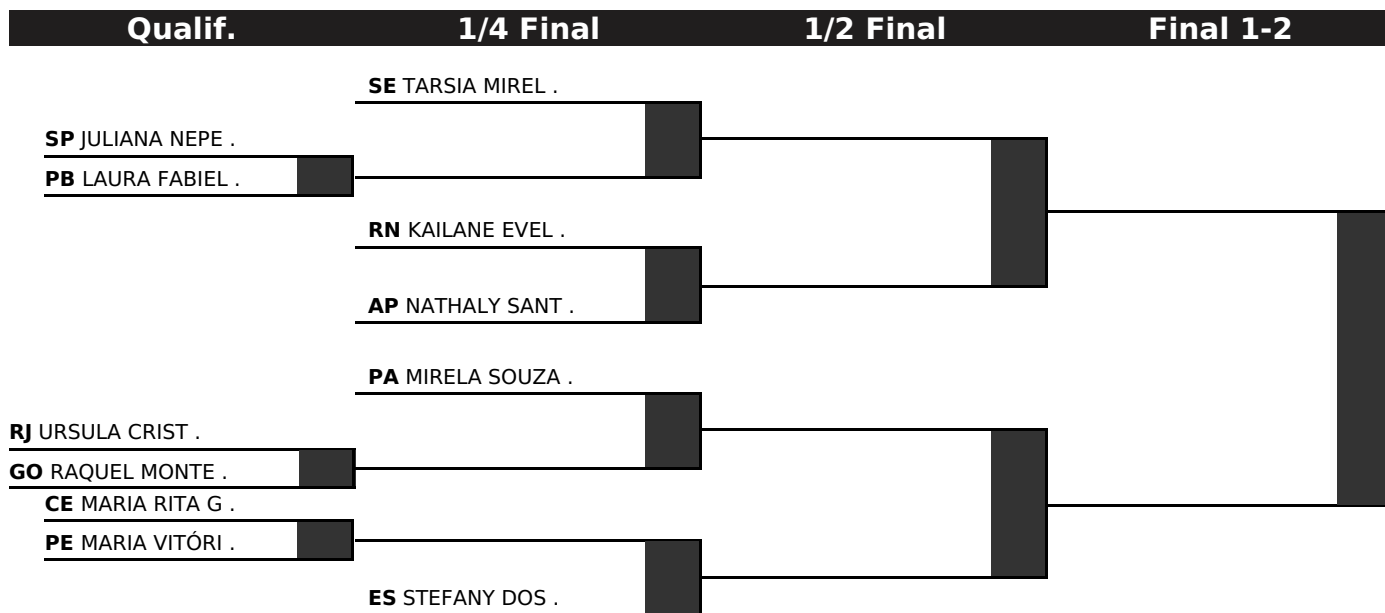 Qualif. 1/4 Final 1/2 Final Final 1-2
SE TARSIA MIREL .
SP JULIANA NEPE .
PB LAURA FABIEL .
RN KAILANE EVEL .
AP NATHALY SANT .
PA MIRELA SOUZA .
RJ URSULA CRIST .
GO RAQUEL MONTE .
CE MARIA RITA G .
PE MARIA VITÓRI .
ES STEFANY DOS .